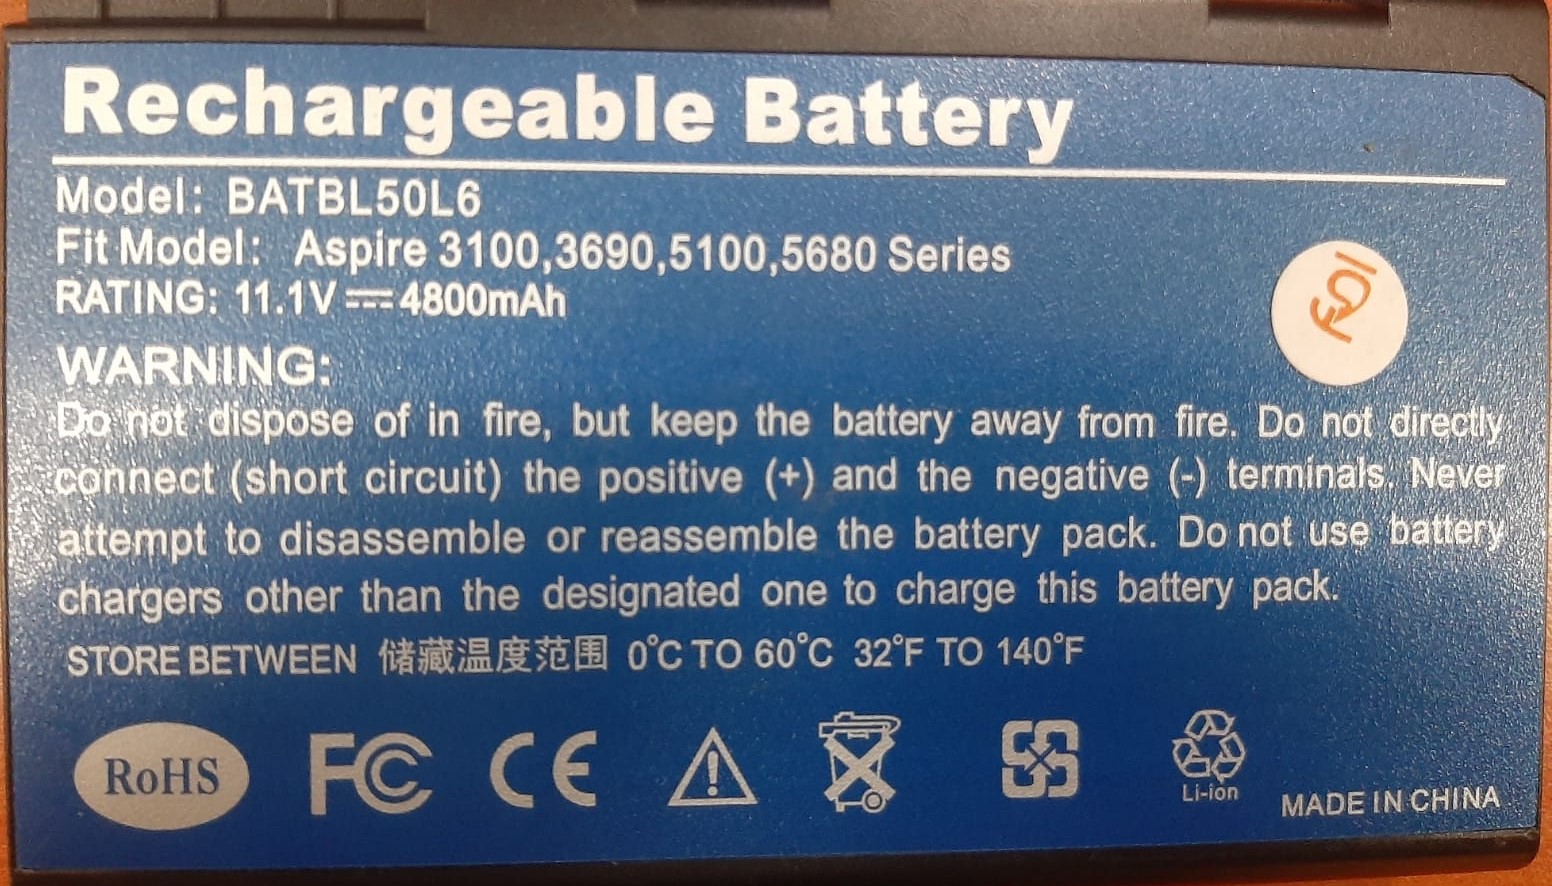 Rechargeable Battery
Model: BATBL50L6
Fit Model: Aspire 3100,3690,5100,5680 Series
RATING: 11.1V ⎓ 4800mAh
WARNING:
Do not dispose of in fire, but keep the battery away from fire. Do not directly
connect (short circuit) the positive (+) and the negative (-) terminals. Never
attempt to disassemble or reassemble the battery pack. Do not use battery
chargers other than the designated one to charge this battery pack.
STORE BETWEEN 储藏温度范围 0°C TO 60°C 32°F TO 140°F
RoHS FC CE
Li-ion
MADE IN CHINA